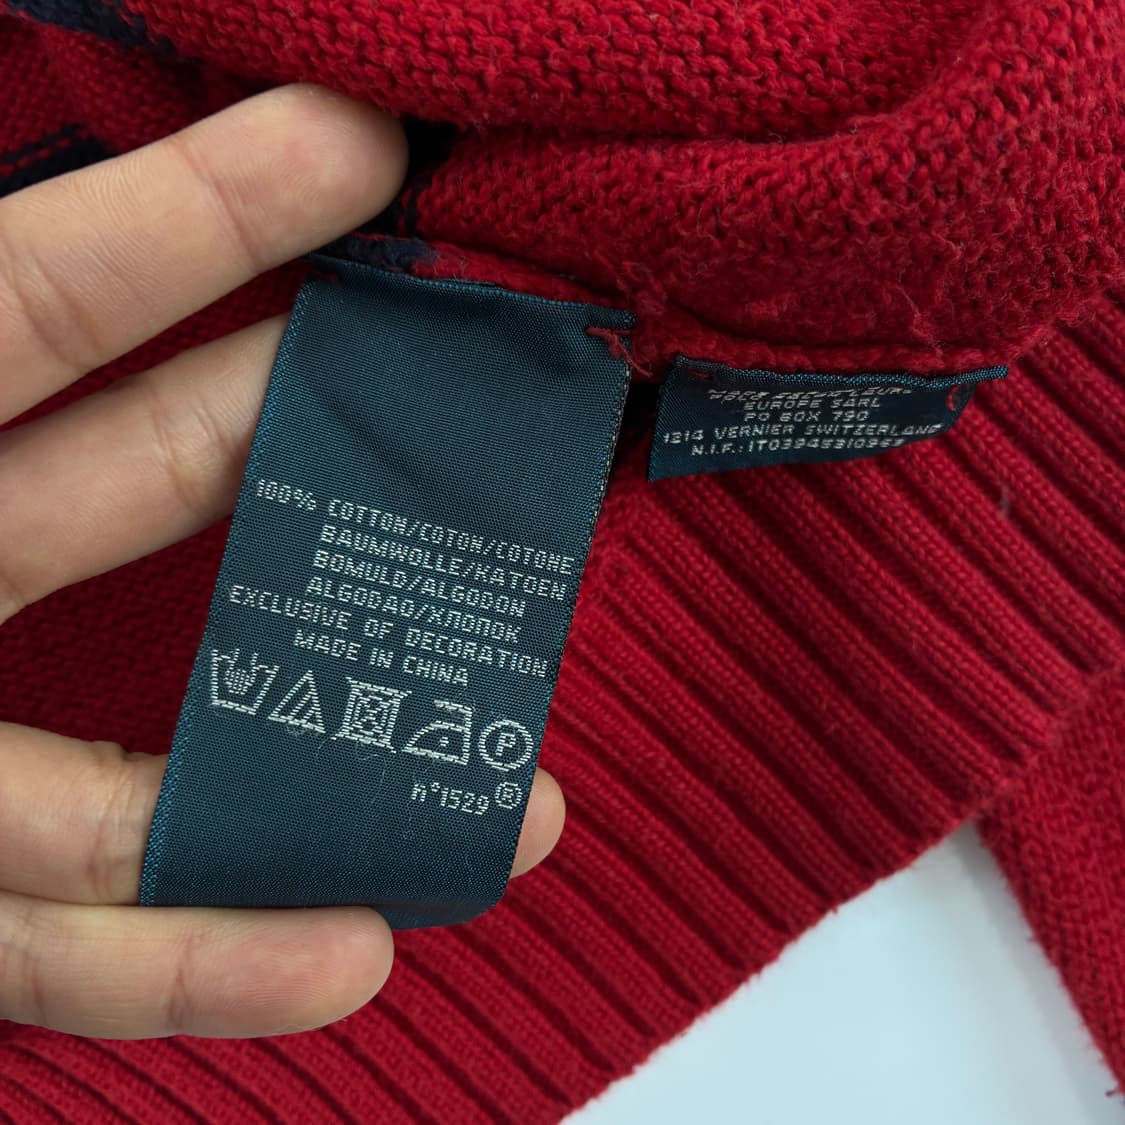 100% COTTON/COTON/COTONE
BAUMWOLLE/KATOEN
BOMULD/ALGODON
ALGODAO/ХЛОПОК
EXCLUSIVE OF DECORATION
MADE IN CHINA
P
n°1529 ®
EUROPE SARL
PO BOX 790
1214 VERNIER SWITZERLAND
N.I.F.: